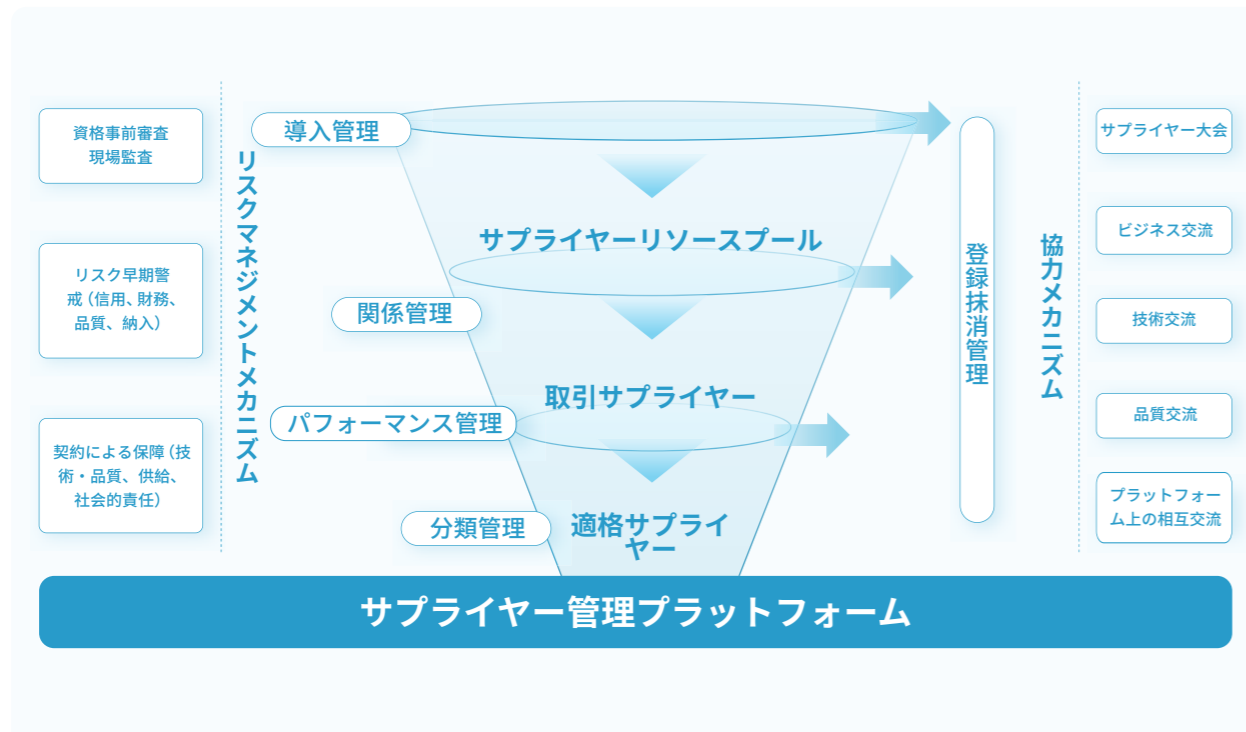 資格事前審査
現場監査
リスク早期警
戒（信用、財務、
品質、納入）
契約による保障（技
術・品質、供給、
社会的責任）
リスクマネジメントメカニズム
導入管理
関係管理
パフォーマンス管理
分類管理
サプライヤーリソースプール
取引サプライヤー
適格サプライ
ヤー
登録抹消管理
協力メカニズム
サプライヤー大会
ビジネス交流
技術交流
品質交流
プラットフォー
ム上の相互交流
サプライヤー管理プラットフォーム